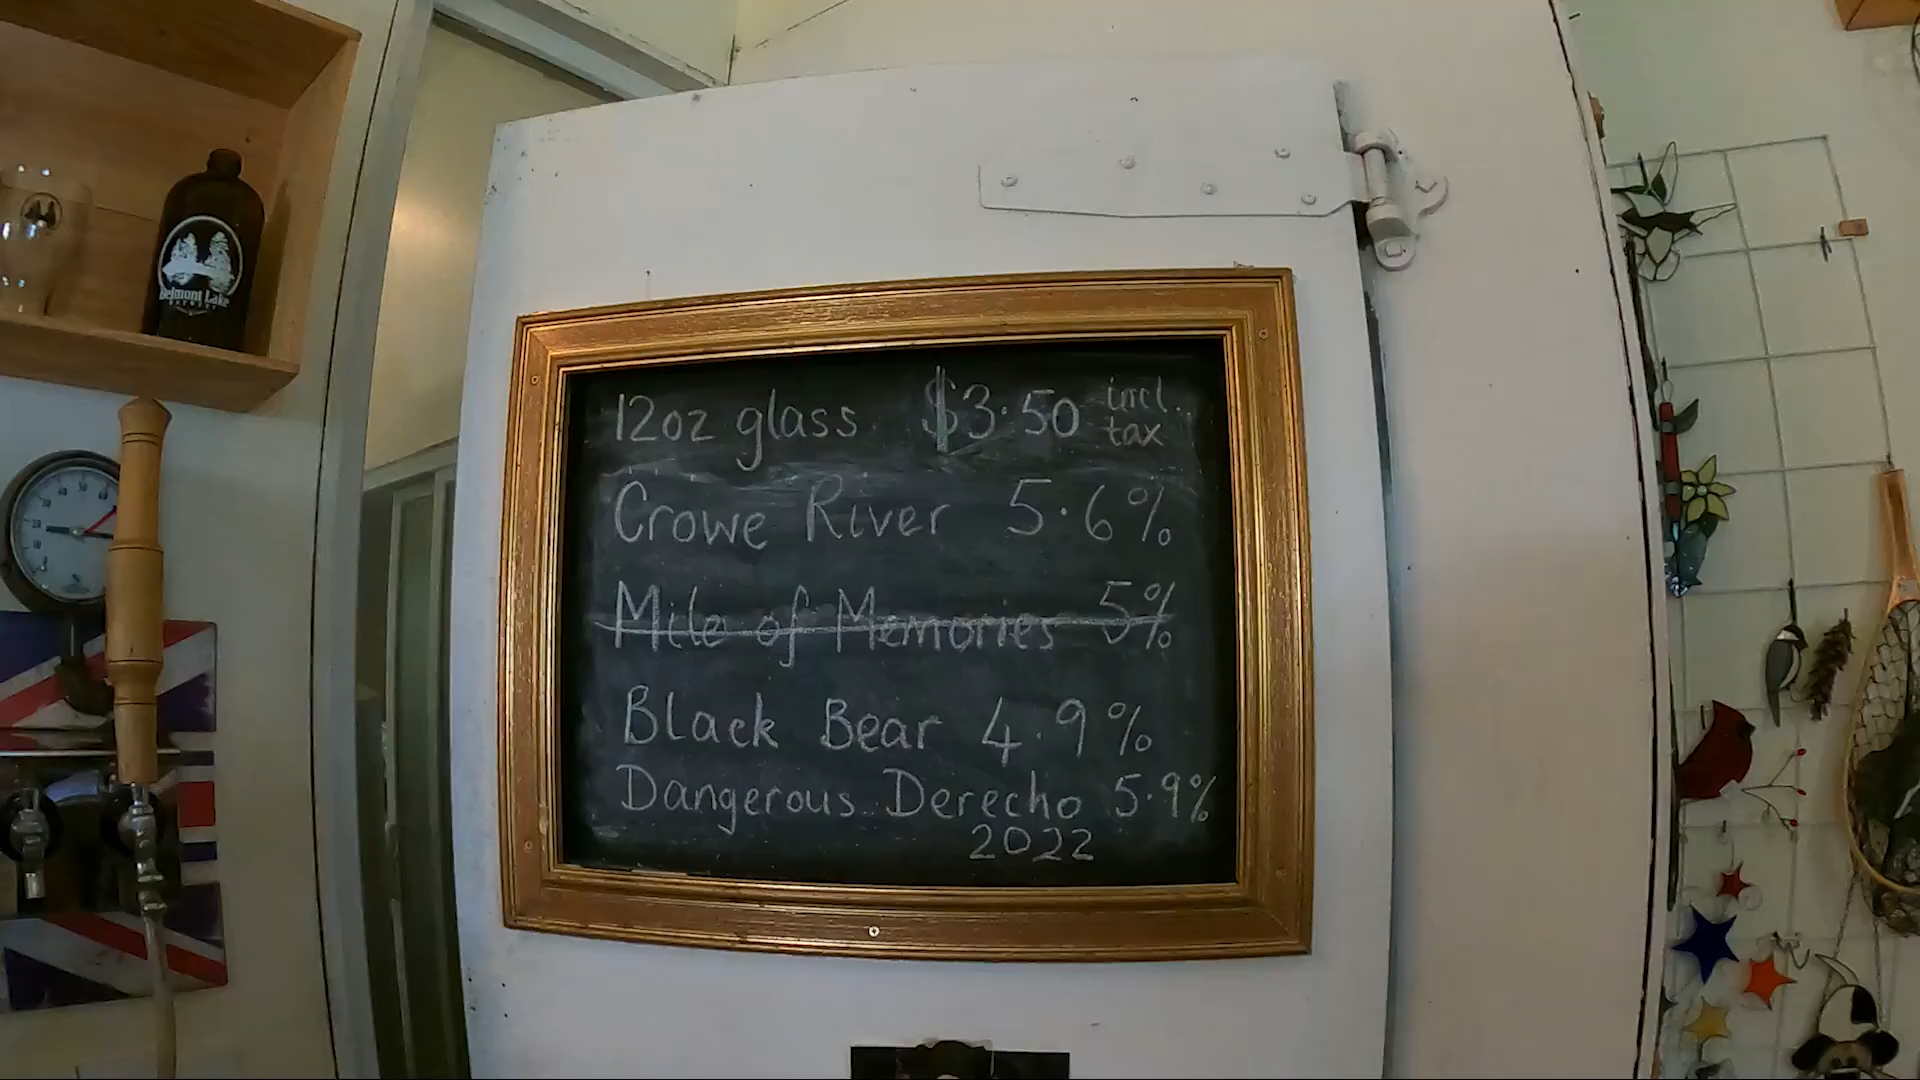 12oz glass $3.50 incl. tax
Crowe River 5.6%
Mile of Memories 5%
Black Bear 4.9%
Dangerous Derecho 5.9%
2022
Belmont Lake